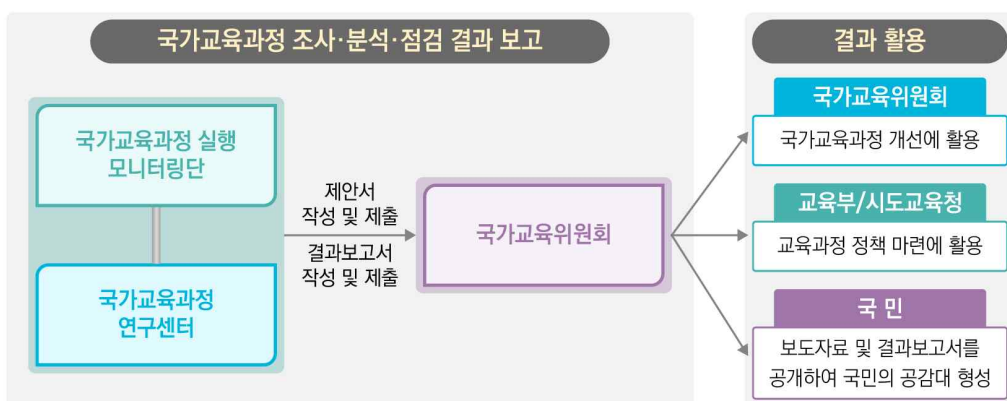 국가교육과정 조사·분석·점검 결과 보고
국가교육과정 실행
모니터링단
국가교육과정
연구센터
제안서
작성 및 제출
결과보고서
작성 및 제출
국가교육위원회
결과 활용
국가교육위원회
국가교육과정 개선에 활용
교육부/시도교육청
교육과정 정책 마련에 활용
국 민
보도자료 및 결과보고서를
공개하여 국민의 공감대 형성